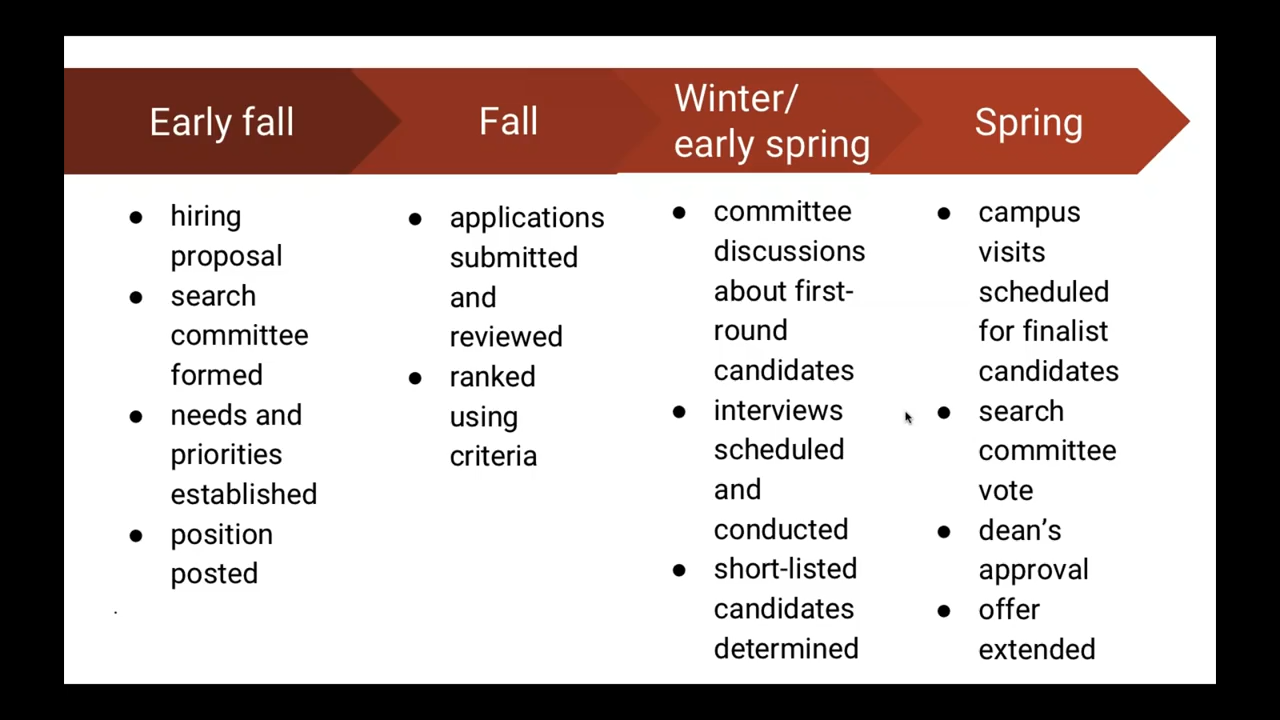 Early fall
Fall
Winter/
early spring
Spring
● hiring
proposal
● search
committee
formed
● needs and
priorities
established
● position
posted
.
● applications
submitted
and
reviewed
● ranked
using
criteria
● committee
discussions
about first-
round
candidates
● interviews
scheduled
and
conducted
● short-listed
candidates
determined
● campus
visits
scheduled
for finalist
candidates
● search
committee
vote
● dean’s
approval
● offer
extended